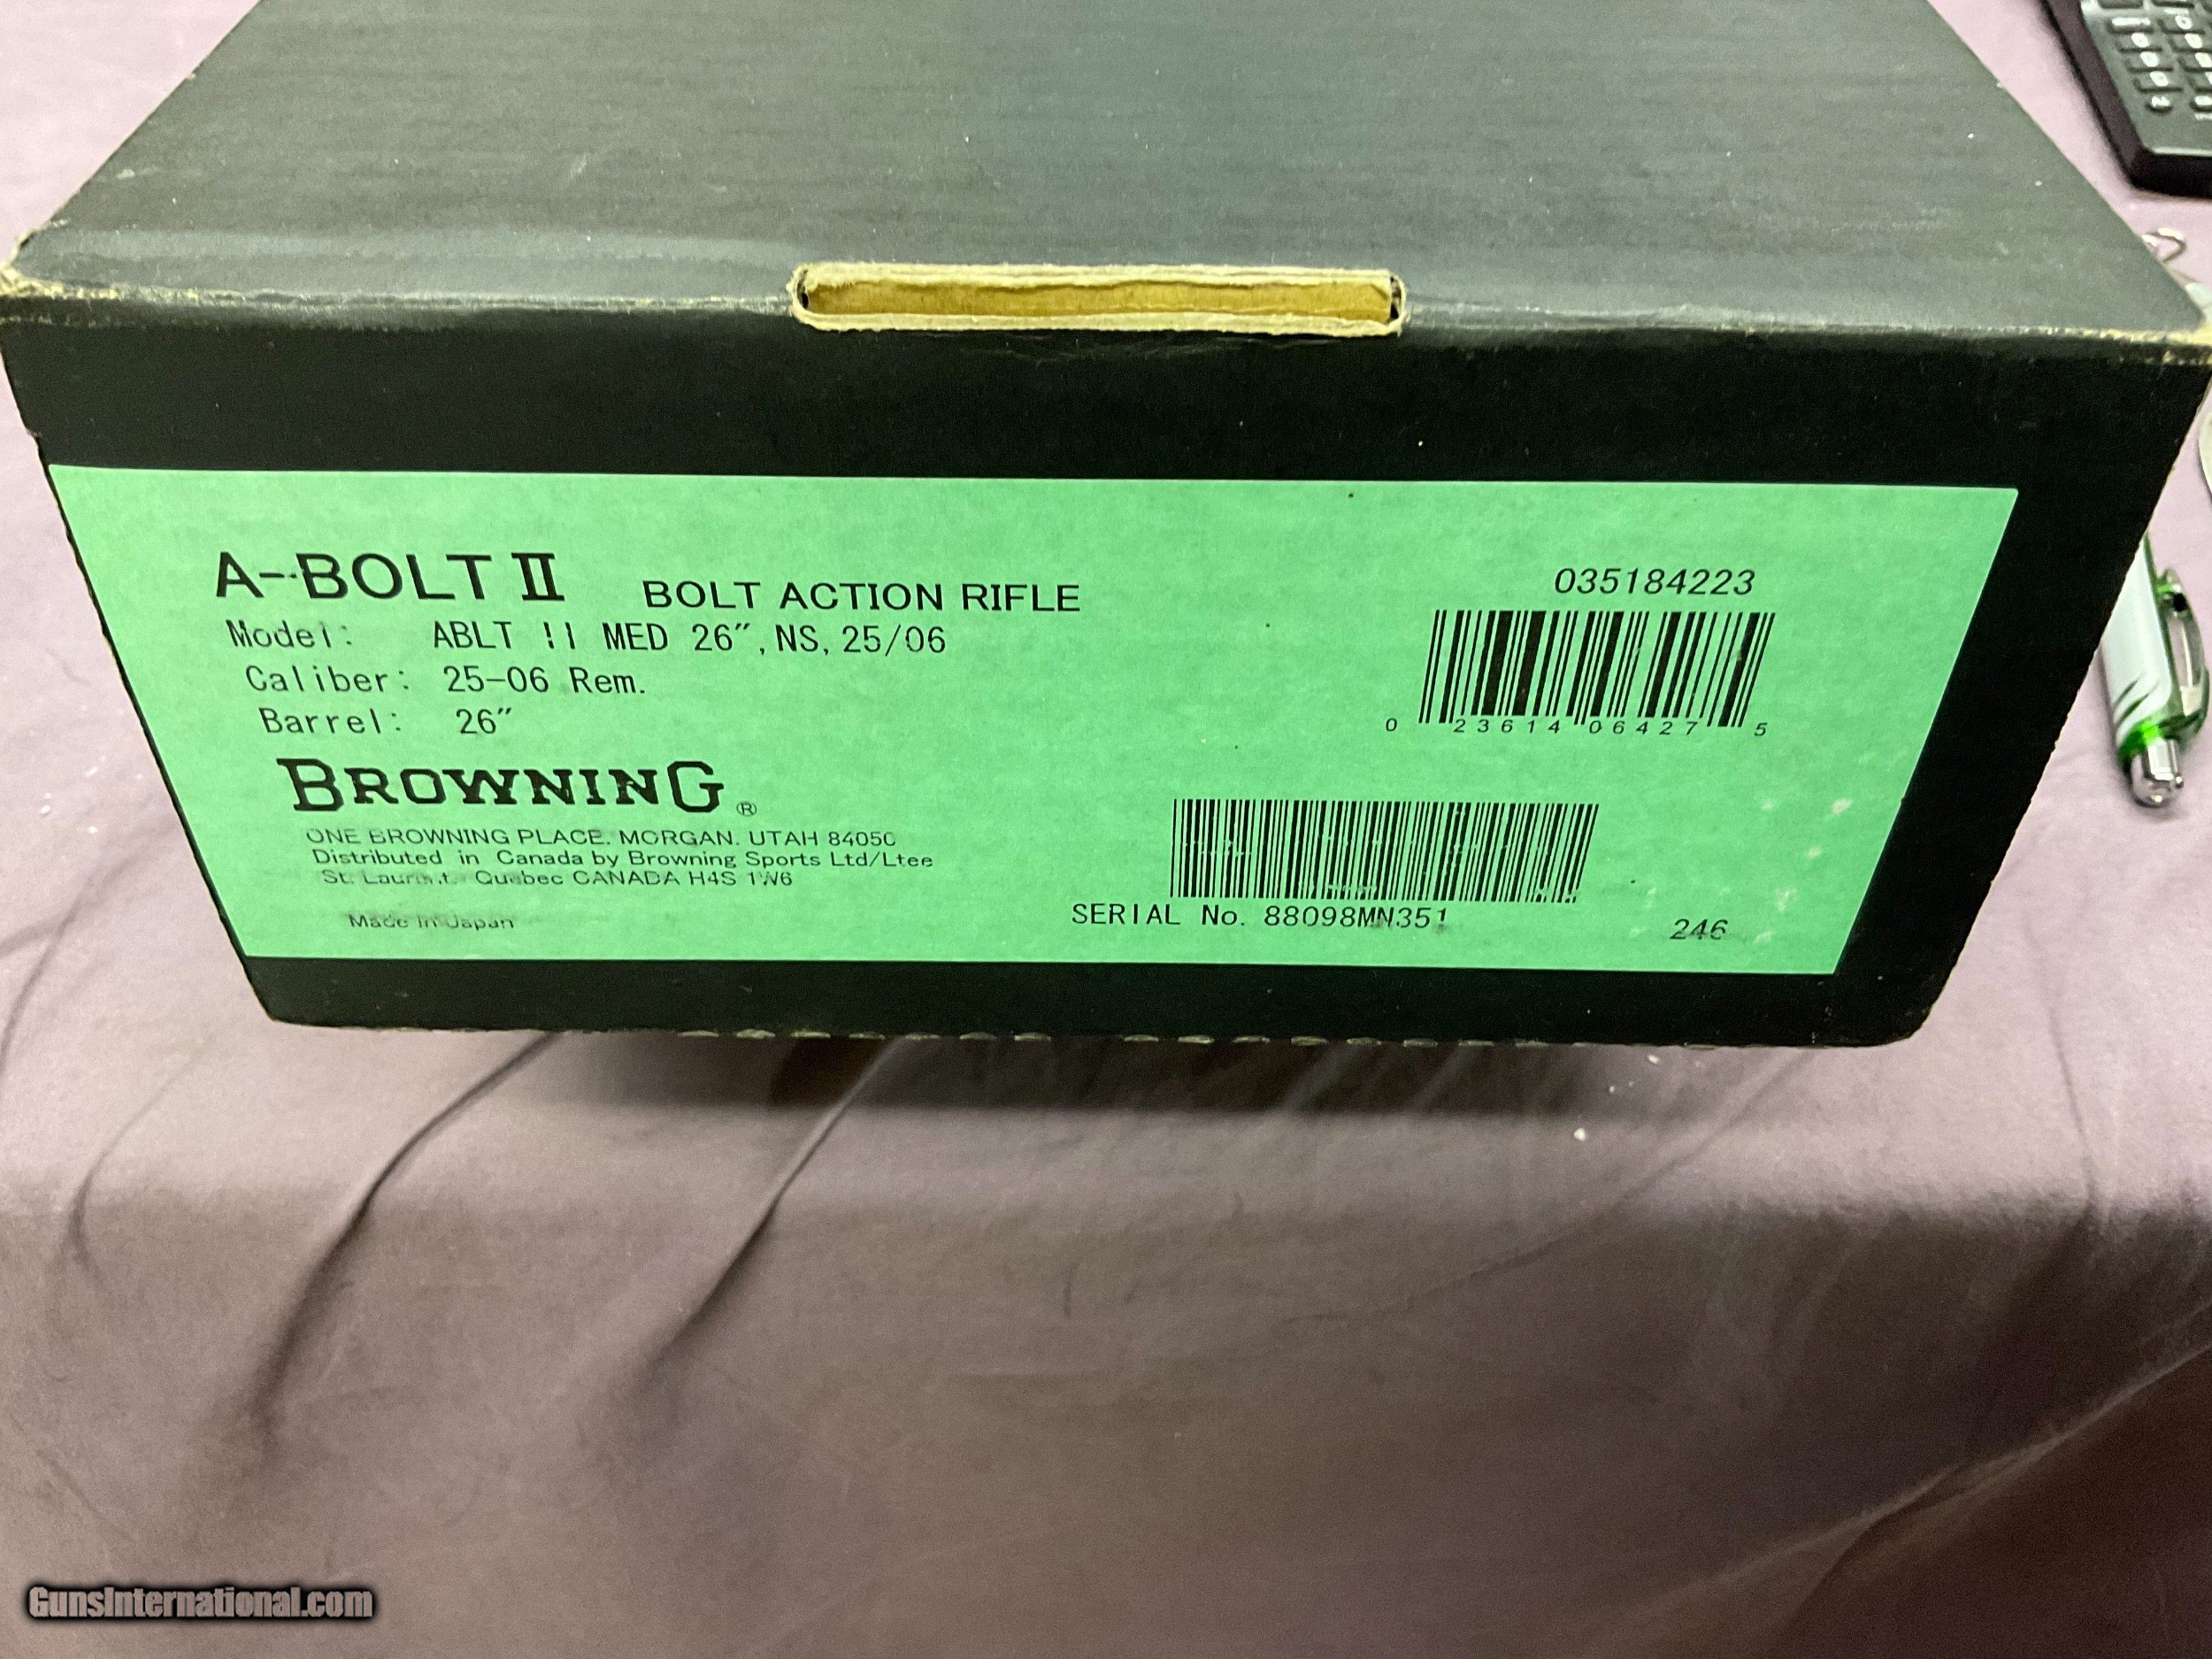 A-BOLT II BOLT ACTION RIFLE
Model: ABLT II MED 26", NS, 25/06
Caliber: 25-06 Rem.
Barrel: 26"
BROWNING®
ONE BROWNING PLACE. MORGAN. UTAH 84050
Distributed in Canada by Browning Sports Ltd/Ltee
St. Laurent. Quebec CANADA H4S 1W6
Made in Japan
035184223
0 23614 06427 5
SERIAL No. 88098MN351
246
GunsInternational.com